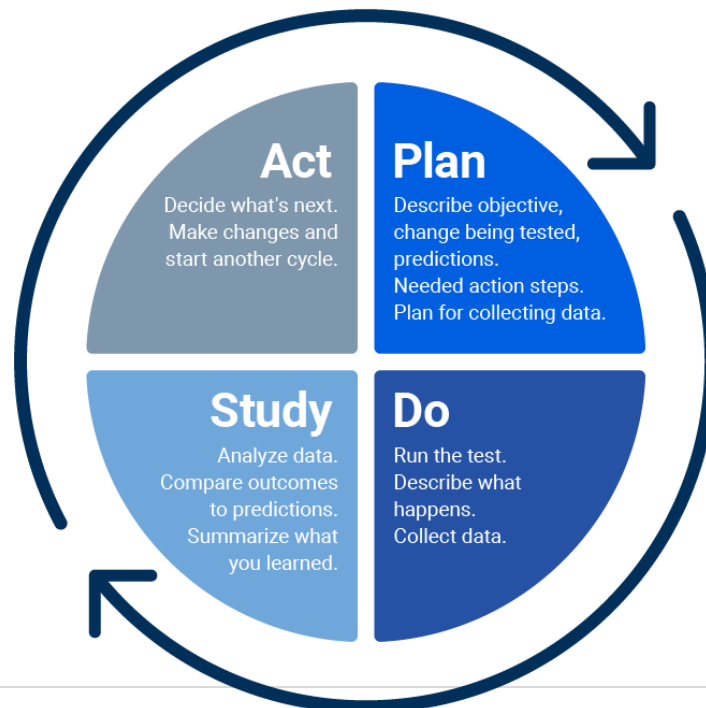 Act
Decide what's next.
Make changes and
start another cycle.
Plan
Describe objective,
change being tested,
predictions.
Needed action steps.
Plan for collecting data.
Study
Analyze data.
Compare outcomes
to predictions.
Summarize what
you learned.
Do
Run the test.
Describe what
happens.
Collect data.